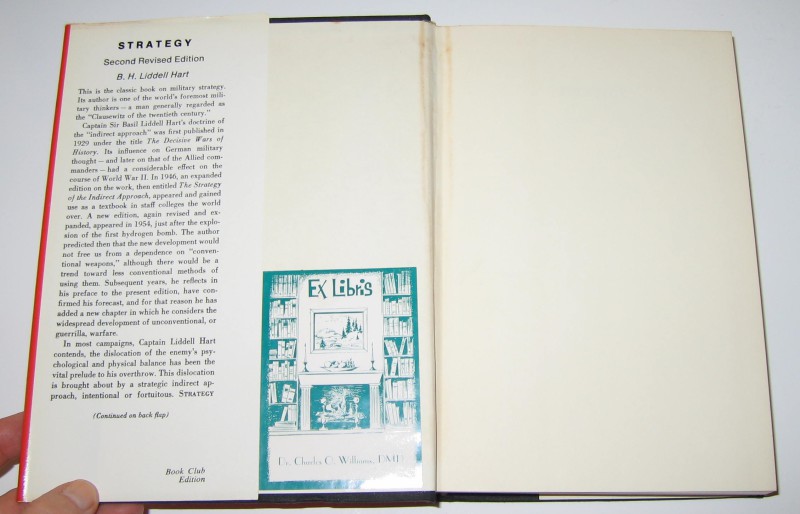 STRATEGY
Second Revised Edition
B. H. Liddell Hart
This is the classic book on military strategy.
Its author is one of the world's foremost mili-
tary thinkers — a man generally regarded as
the "Clausewitz of the twentieth century."
Captain Sir Basil Liddell Hart's doctrine of
the "indirect approach" was first published in
1929 under the title The Decisive Wars of
History. Its influence on German military
thought — and later on that of the Allied com-
manders — had a considerable effect on the
course of World War II. In 1946, an expanded
edition on the work, then entitled The Strategy
of the Indirect Approach, appeared and gained
use as a textbook in staff colleges the world
over. A new edition, again revised and ex-
panded, appeared in 1954, just after the explo-
sion of the first hydrogen bomb. The author
predicted then that the new development would
not free us from a dependence on "conven-
tional weapons," although there would be a
trend toward less conventional methods of
using them. Subsequent years, he reflects in
his preface to the present edition, have con-
firmed his forecast, and for that reason he has
added a new chapter in which he considers the
widespread development of unconventional, or
guerrilla, warfare.
In most campaigns, Captain Liddell Hart
contends, the dislocation of the enemy's psy-
chological and physical balance has been the
vital prelude to his overthrow. This dislocation
is brought about by a strategic indirect ap-
proach, intentional or fortuitous. STRATEGY
(Continued on back flap)
Book Club
Edition
Ex Libris
Dr. Charles G. Williams, DMD